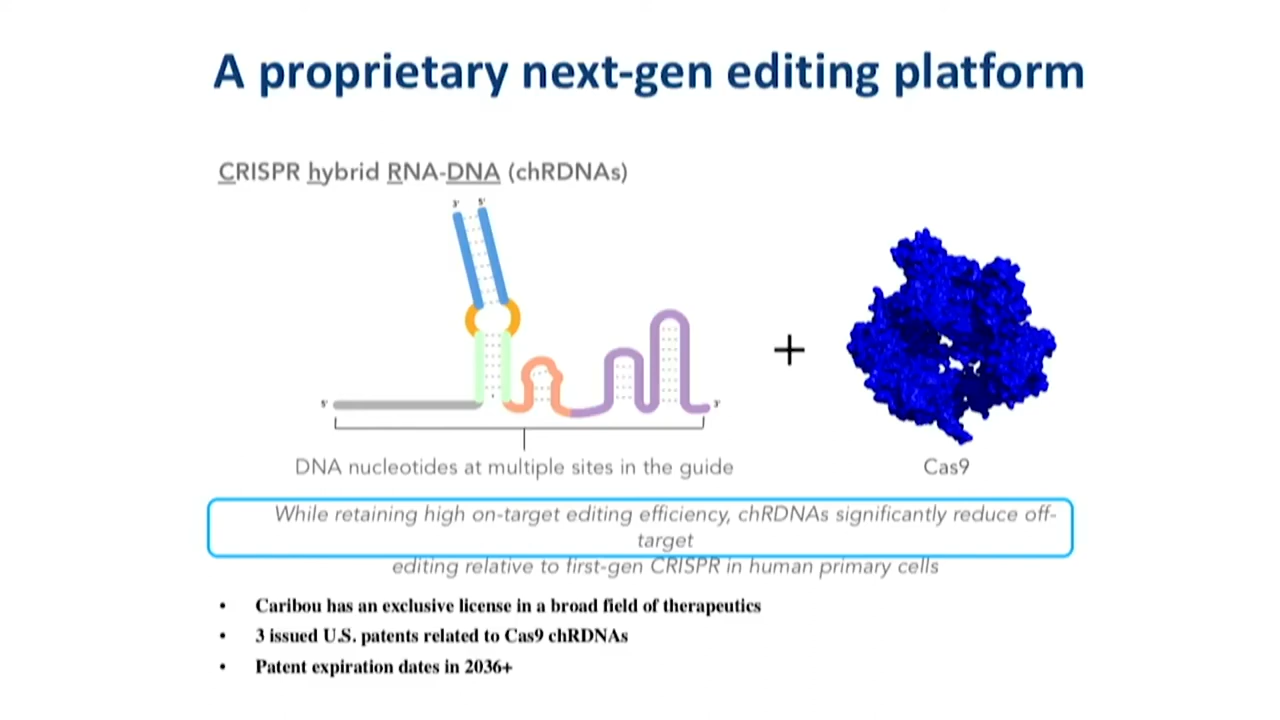 A proprietary next-gen editing platform
CRISPR hybrid RNA-DNA (chRDNAs)
3' 5'
+
5' 3'
DNA nucleotides at multiple sites in the guide
Cas9
While retaining high on-target editing efficiency, chRDNAs significantly reduce off-
target
editing relative to first-gen CRISPR in human primary cells
• Caribou has an exclusive license in a broad field of therapeutics
• 3 issued U.S. patents related to Cas9 chRDNAs
• Patent expiration dates in 2036+